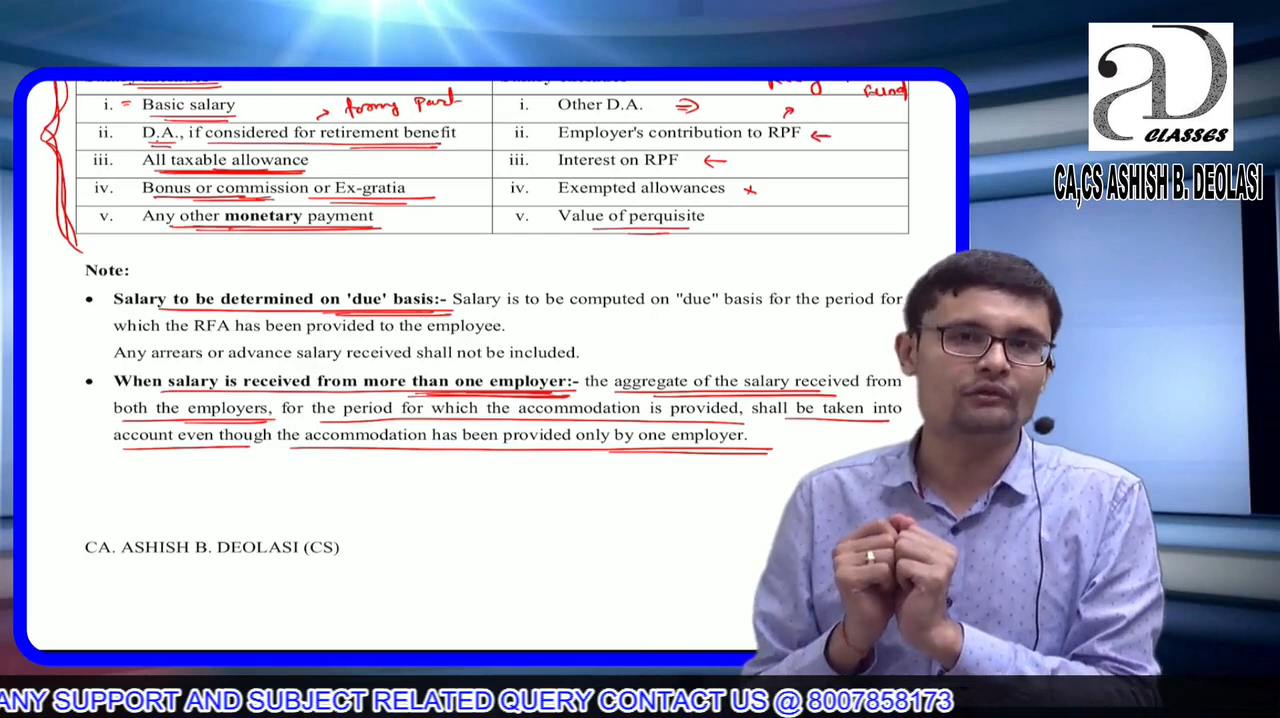 aD
CLASSES
CA,CS ASHISH B. DEOLASI
Fund
forming part
i. Basic salary
i. Other D.A.
ii. D.A., if considered for retirement benefit
ii. Employer's contribution to RPF
iii. All taxable allowance
iii. Interest on RPF
iv. Bonus or commission or Ex-gratia
iv. Exempted allowances
v. Any other monetary payment
v. Value of perquisite
Note:
• Salary to be determined on 'due' basis:- Salary is to be computed on "due" basis for the period for
which the RFA has been provided to the employee.
Any arrears or advance salary received shall not be included.
• When salary is received from more than one employer:- the aggregate of the salary received from
both the employers, for the period for which the accommodation is provided, shall be taken into
account even though the accommodation has been provided only by one employer.
CA. ASHISH B. DEOLASI (CS)
ANY SUPPORT AND SUBJECT RELATED QUERY CONTACT US @ 8007858173